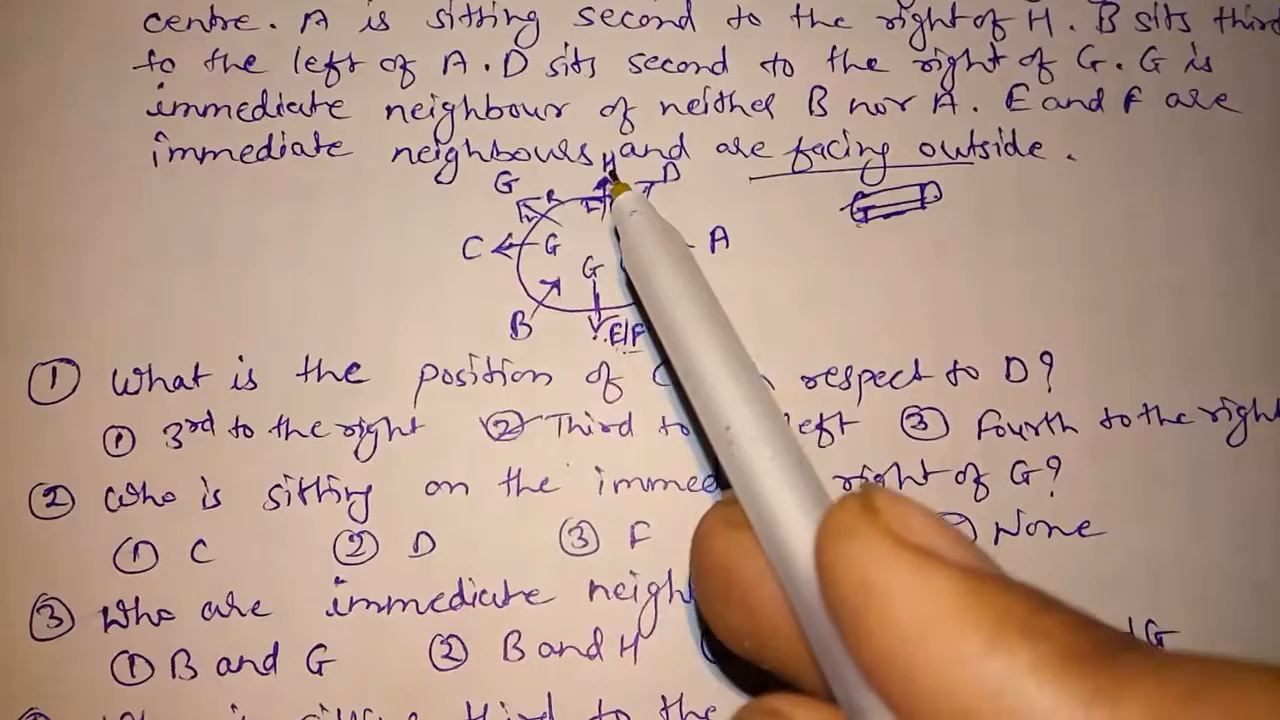 centre. A is sitting second to the right of H. B sits third
to the left of A. D sits second to the right of G. G is
immediate neighbour of neither B nor A. E and F are
immediate neighbours and are facing outside.
H
G D
C G A
G
B E/F
① What is the position of respect to D?
① 3rd to the right ② Third to left ③ Fourth to the right
② Who is sitting on the right of G?
① C ② D ③ F None
③ Who are immediate
① B and G ② B and H G
the